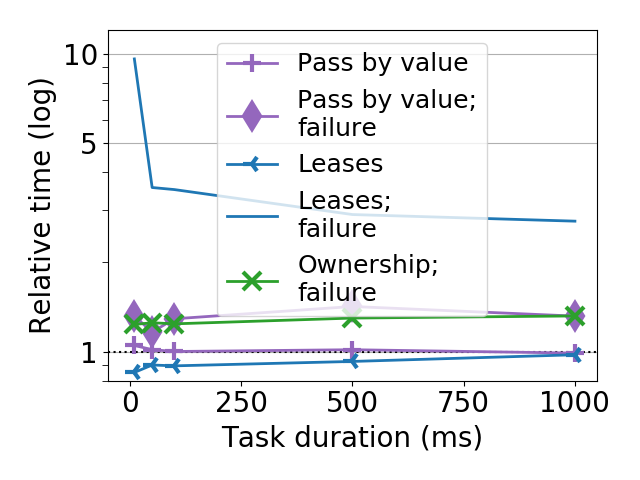 10
5
1
Relative time (log)
Pass by value
Pass by value;
failure
Leases
Leases;
failure
Ownership;
failure
0 250 500 750 1000
Task duration (ms)